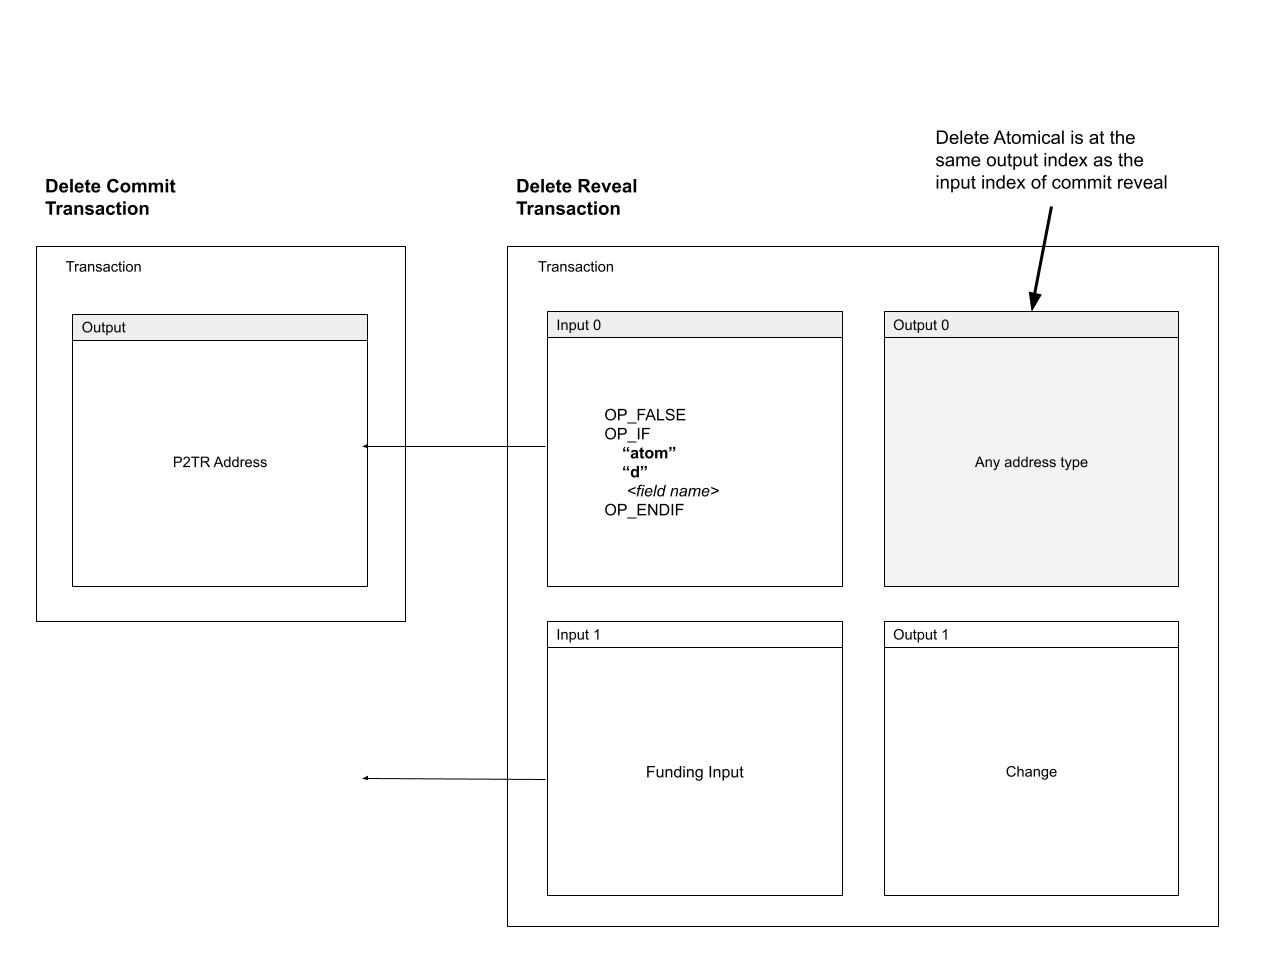 Delete Atomical is at the
same output index as the
input index of commit reveal
Delete Commit
Transaction
Delete Reveal
Transaction
Transaction
Output
P2TR Address
Transaction
Input 0
OP_FALSE
OP_IF
“atom”
“d”
<field name>
OP_ENDIF
Output 0
Any address type
Input 1
Funding Input
Output 1
Change